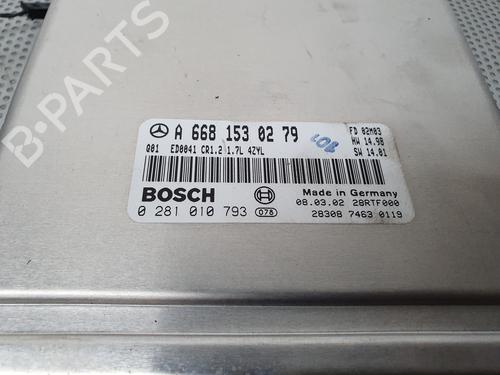 A 668 153 02 79
Q01 ED0041 CR1.2 1.7L 4ZYL
FD 02M03
HW 14.98
SW 14.01
BOSCH
0 281 010 793 078
Made in Germany
08.03.02 28RTF000
28308 7463 0119
B-PARTS